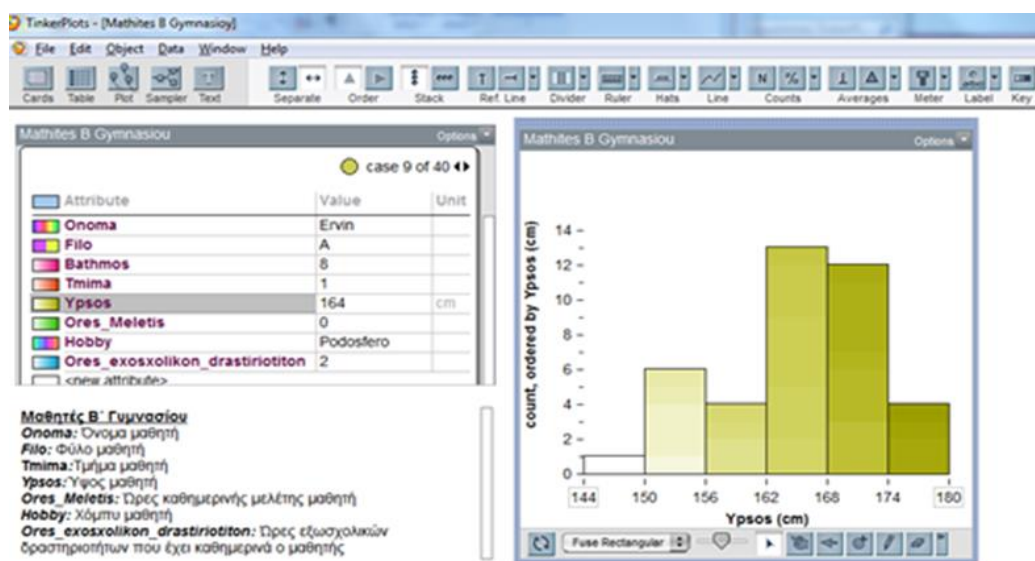 TinkerPlots - [Mathites B Gymnasioy]
File Edit Object Data Window Help
Cards Table Plot Sampler Text Separate Order Stack Ref. Line Divider Ruler Hats Line Counts Averages Meter Label Key
Mathites B Gymnasiou Options
case 9 of 40
Attribute Value Unit
Onoma Ervin
Filo A
Bathmos 8
Tmima 1
Ypsos 164 cm
Ores_Meletis 0
Hobby Podosfero
Ores_exosxolikon_drastiriotiton 2
<new attribute>
Μαθητές Β΄ Γυμνασίου
Onoma: Όνομα μαθητή
Filo: Φύλο μαθητή
Tmima: Τμήμα μαθητή
Ypsos: Ύψος μαθητή
Ores_Meletis: Ώρες καθημερινής μελέτης μαθητή
Hobby: Χόμπυ μαθητή
Ores_exosxolikon_drastiriotiton: Ώρες εξωσχολικών
δραστηριοτήτων που έχει καθημερινά ο μαθητής
Mathites B Gymnasiou Options
count, ordered by Ypsos (cm)
14
12
10
8
6
4
2
0
144 150 156 162 168 174 180
Ypsos (cm)
Fuse Rectangular